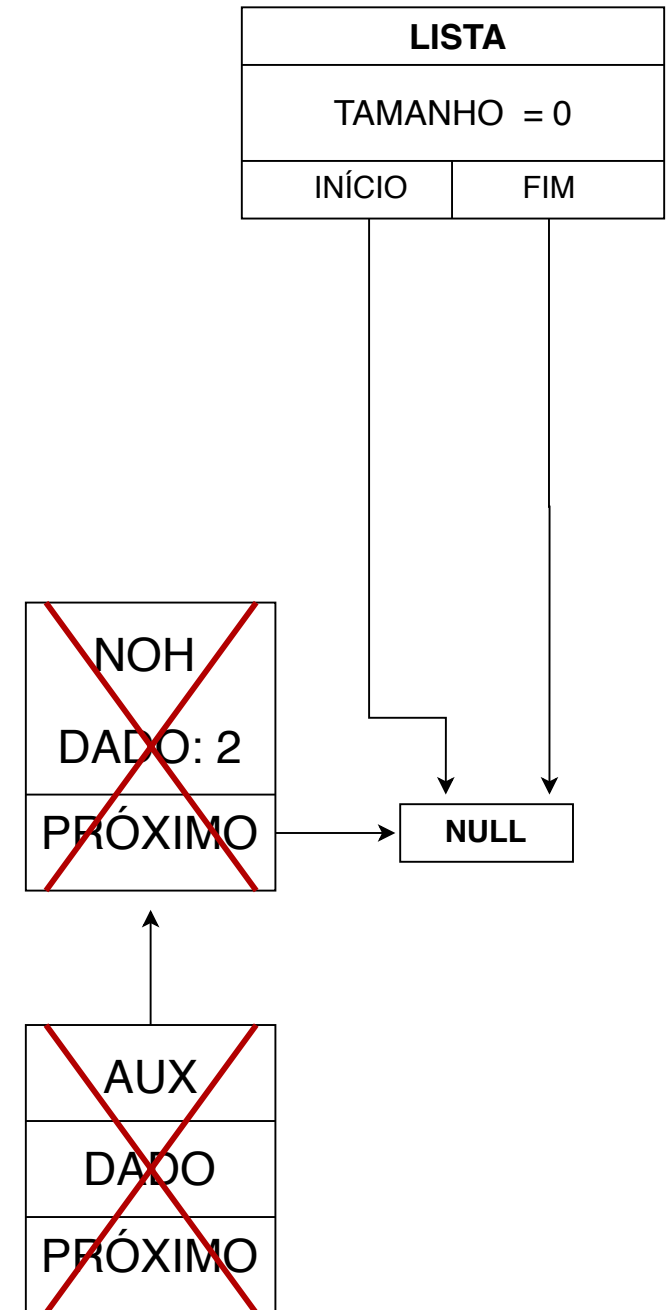 LISTA
TAMANHO = 0
INÍCIO FIM
NOH
DADO: 2
PRÓXIMO
NULL
AUX
DADO
PRÓXIMO